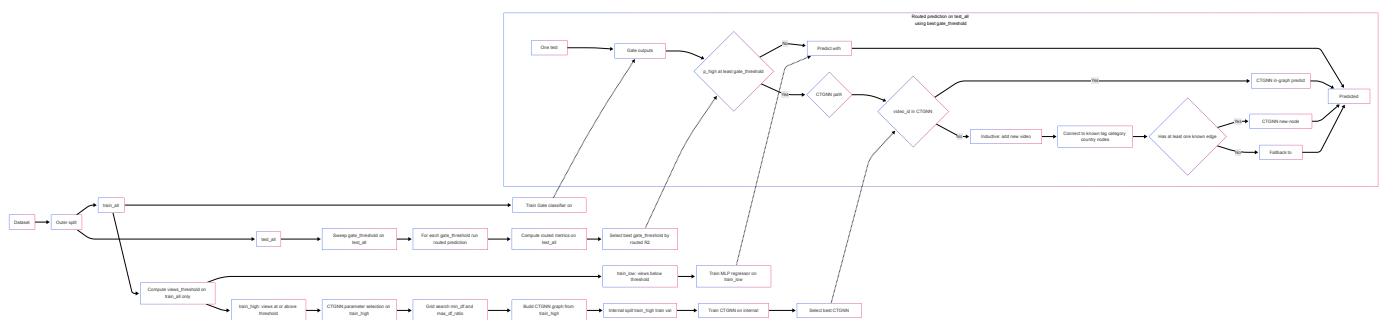 Routed prediction on test_all
using best gate_threshold
One test
Gate outputs
p_high at least gate_threshold
No
Predict with
Yes
CTGNN path
video_id in CTGNN
Yes
CTGNN in-graph predict
Predicted
No
Inductive: add new video
Connect to known tag category
country nodes
Has at least one known edge
Yes
CTGNN new-node
No
Fallback to
Dataset
Outer split
train_all
Train Gate classifier on
test_all
Sweep gate_threshold on
test_all
For each gate_threshold run
routed prediction
Compute routed metrics on
test_all
Select best gate_threshold by
routed R2
Compute views_threshold on
train_all only
train_low: views below
threshold
Train MLP regressor on
train_low
train_high: views at or above
threshold
CTGNN parameter selection on
train_high
Grid search min_df and
max_df_ratio
Build CTGNN graph from
train_high
Internal split train_high train val
Train CTGNN on internal
Select best CTGNN